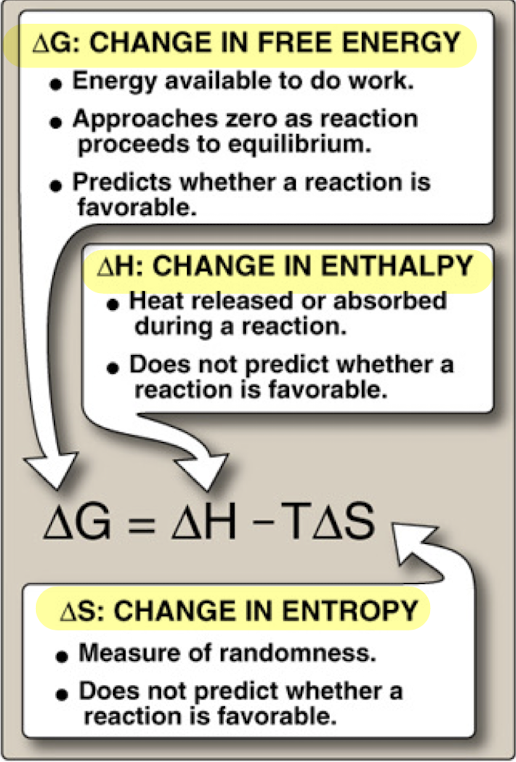 ΔG: CHANGE IN FREE ENERGY
• Energy available to do work.
• Approaches zero as reaction
proceeds to equilibrium.
• Predicts whether a reaction is
favorable.
ΔH: CHANGE IN ENTHALPY
• Heat released or absorbed
during a reaction.
• Does not predict whether a
reaction is favorable.
ΔG = ΔH – TΔS
ΔS: CHANGE IN ENTROPY
• Measure of randomness.
• Does not predict whether a
reaction is favorable.